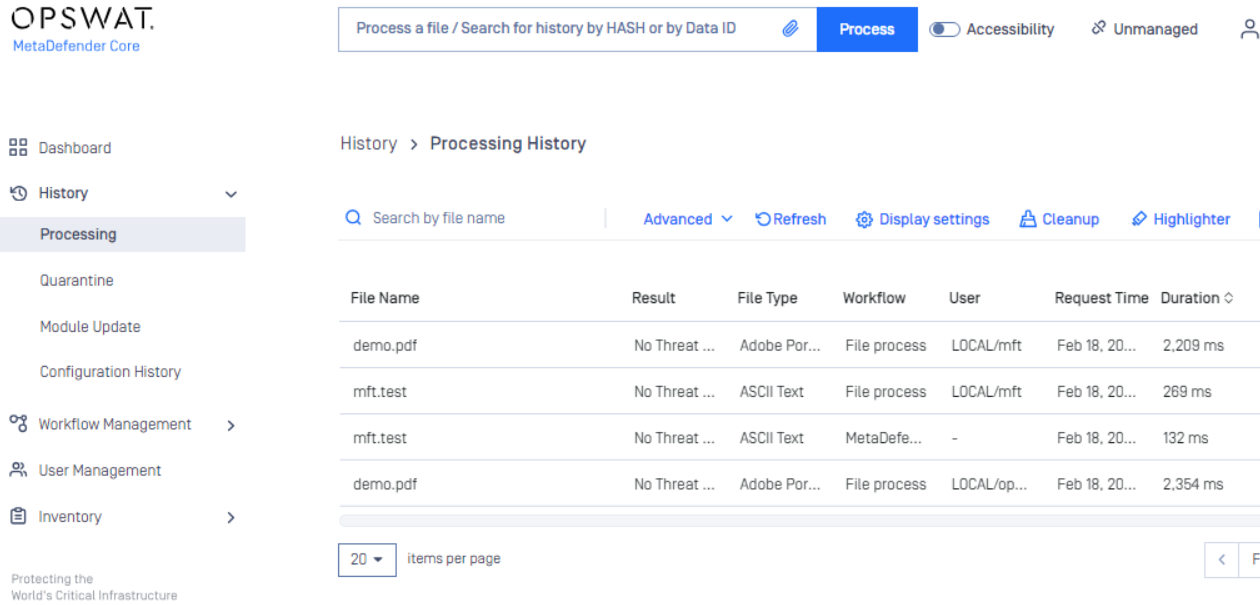 OPSWAT.
MetaDefender Core
Process a file / Search for history by HASH or by Data ID
Process
Accessibility
Unmanaged
Dashboard
History
Processing
Quarantine
Module Update
Configuration History
Workflow Management
User Management
Inventory
Protecting the
World's Critical Infrastructure
History > Processing History
Search by file name
Advanced
Refresh
Display settings
Cleanup
Highlighter
File Name Result File Type Workflow User Request Time Duration
demo.pdf No Threat ... Adobe Por... File process LOCAL/mft Feb 18, 20... 2,209 ms
mft.test No Threat ... ASCII Text File process LOCAL/mft Feb 18, 20... 269 ms
mft.test No Threat ... ASCII Text MetaDefe... - Feb 18, 20... 132 ms
demo.pdf No Threat ... Adobe Por... File process LOCAL/op... Feb 18, 20... 2,354 ms
20 items per page